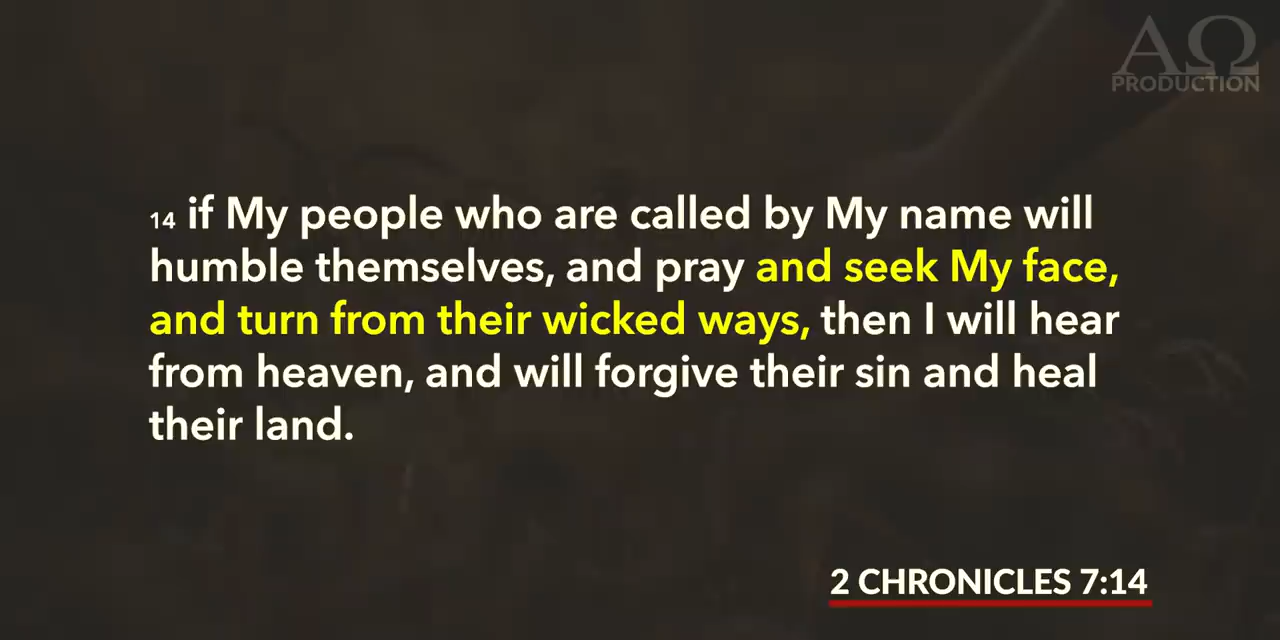 ΑΩ
PRODUCTION
14 if My people who are called by My name will
humble themselves, and pray and seek My face,
and turn from their wicked ways, then I will hear
from heaven, and will forgive their sin and heal
their land.
2 CHRONICLES 7:14